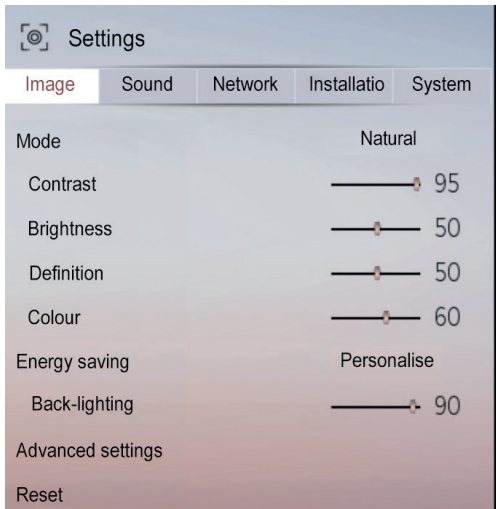 Settings
Image Sound Network Installatio System
Mode Natural
Contrast 95
Brightness 50
Definition 50
Colour 60
Energy saving Personalise
Back-lighting 90
Advanced settings
Reset